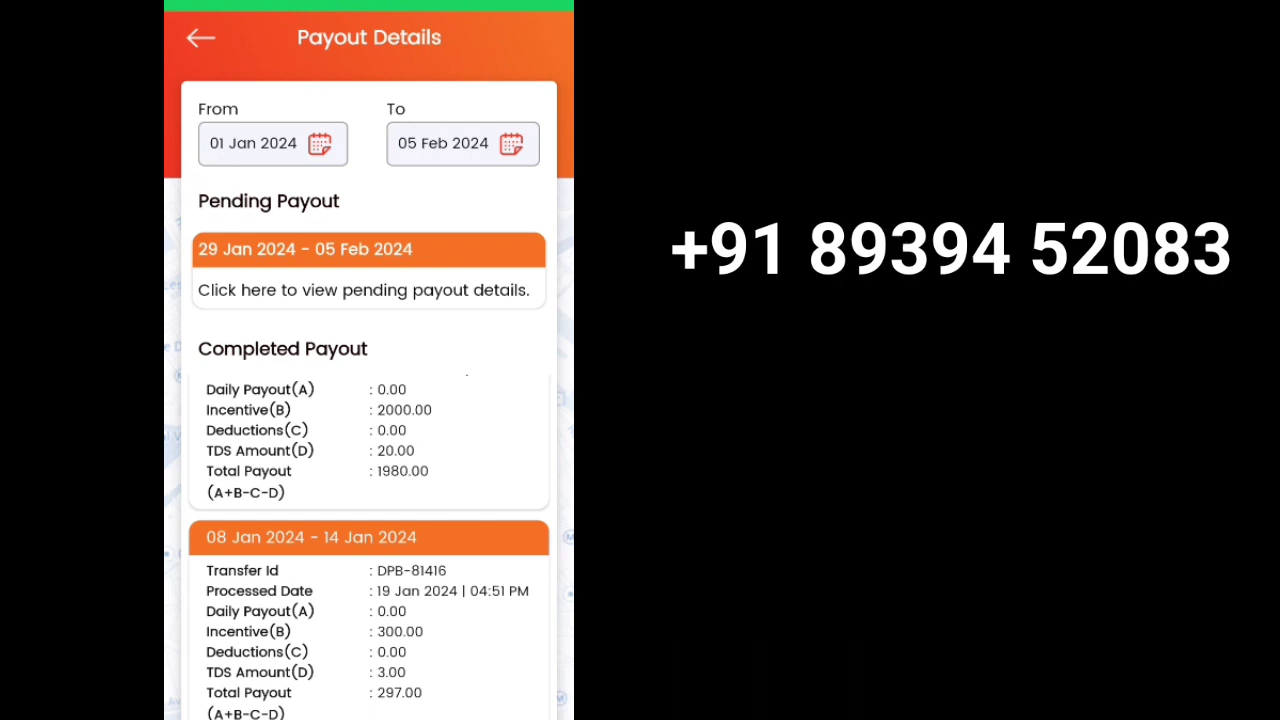 Payout Details
From To
01 Jan 2024 05 Feb 2024
Pending Payout
29 Jan 2024 - 05 Feb 2024
Click here to view pending payout details.
Completed Payout
Daily Payout(A) : 0.00
Incentive(B) : 2000.00
Deductions(C) : 0.00
TDS Amount(D) : 20.00
Total Payout : 1980.00
(A+B-C-D)
08 Jan 2024 - 14 Jan 2024
Transfer Id : DPB-81416
Processed Date : 19 Jan 2024 | 04:51 PM
Daily Payout(A) : 0.00
Incentive(B) : 300.00
Deductions(C) : 0.00
TDS Amount(D) : 3.00
Total Payout : 297.00
(A+B-C-D)
+91 89394 52083